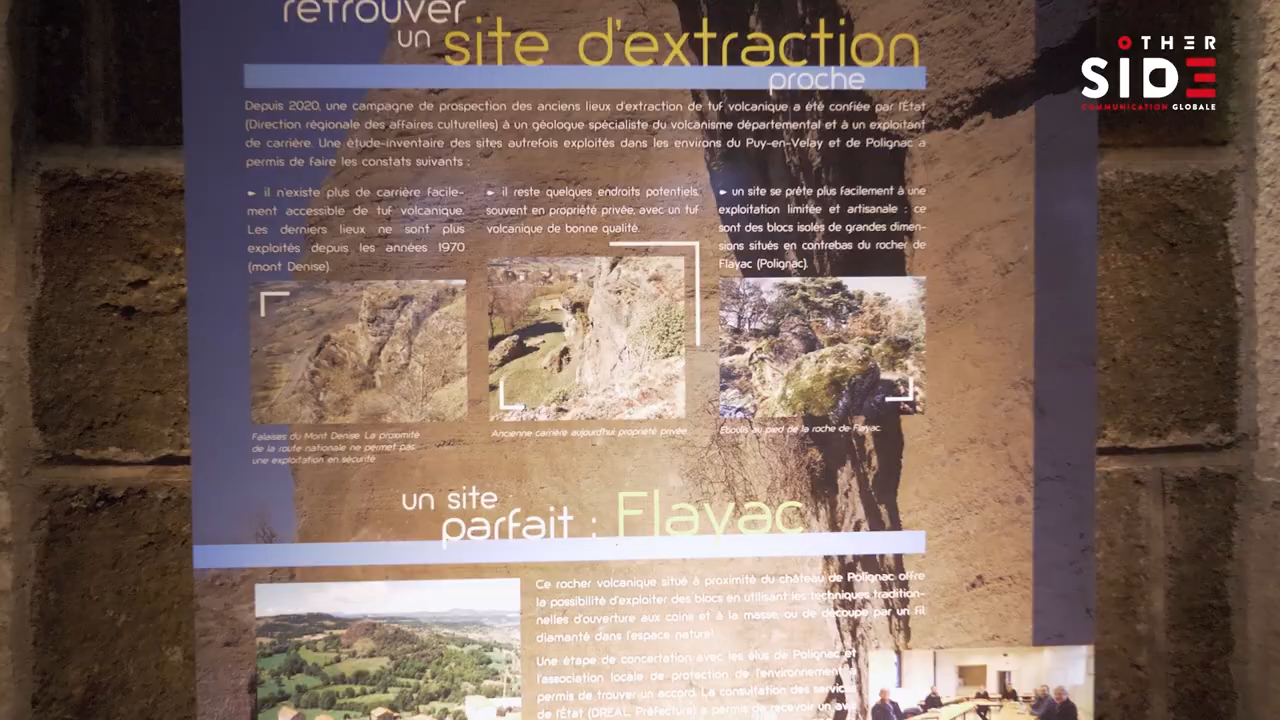 retrouver
un site d'extraction
proche
OTHER
SIDE
COMMUNICATION GLOBALE
Depuis 2020, une campagne de prospection des anciens lieux d'extraction de tuf volcanique a été confiée par l'État
(Direction régionale des affaires culturelles) à un géologue spécialiste du volcanisme départemental et à un exploitant
de carrière. Une étude-inventaire des sites autrefois exploités dans les environs du Puy-en-Velay et de Polignac a
permis de faire les constats suivants :
➨ il n'existe plus de carrière facile-
ment accessible de tuf volcanique.
Les derniers lieux ne sont plus
exploités depuis les années 1970
(mont Denise).
➨ il reste quelques endroits potentiels,
souvent en propriété privée, avec un tuf
volcanique de bonne qualité.
➨ un site se prête plus facilement à une
exploitation limitée et artisanale : ce
sont des blocs isolés de grandes dimen-
sions situés en contrebas du rocher de
Flayac (Polignac).
Falaises du Mont Denise. La proximité
de la route nationale ne permet pas
une exploitation en sécurité
Ancienne carrière aujourd'hui propriété privée
Eboulis au pied de la roche de Flayac
un site
parfait : Flayac
Ce rocher volcanique situé à proximité du château de Polignac offre
la possibilité d'exploiter des blocs en utilisant les techniques tradition-
nelles d'ouverture aux coins et à la masse, ou de découpe par un fil
diamanté dans l'espace naturel.
Une étape de concertation avec les élus de Polignac et
l'association locale de protection de l'environnement a
permis de trouver un accord. La consultation des services
de l'État (DREAL, Préfecture) a permis de recevoir un avis